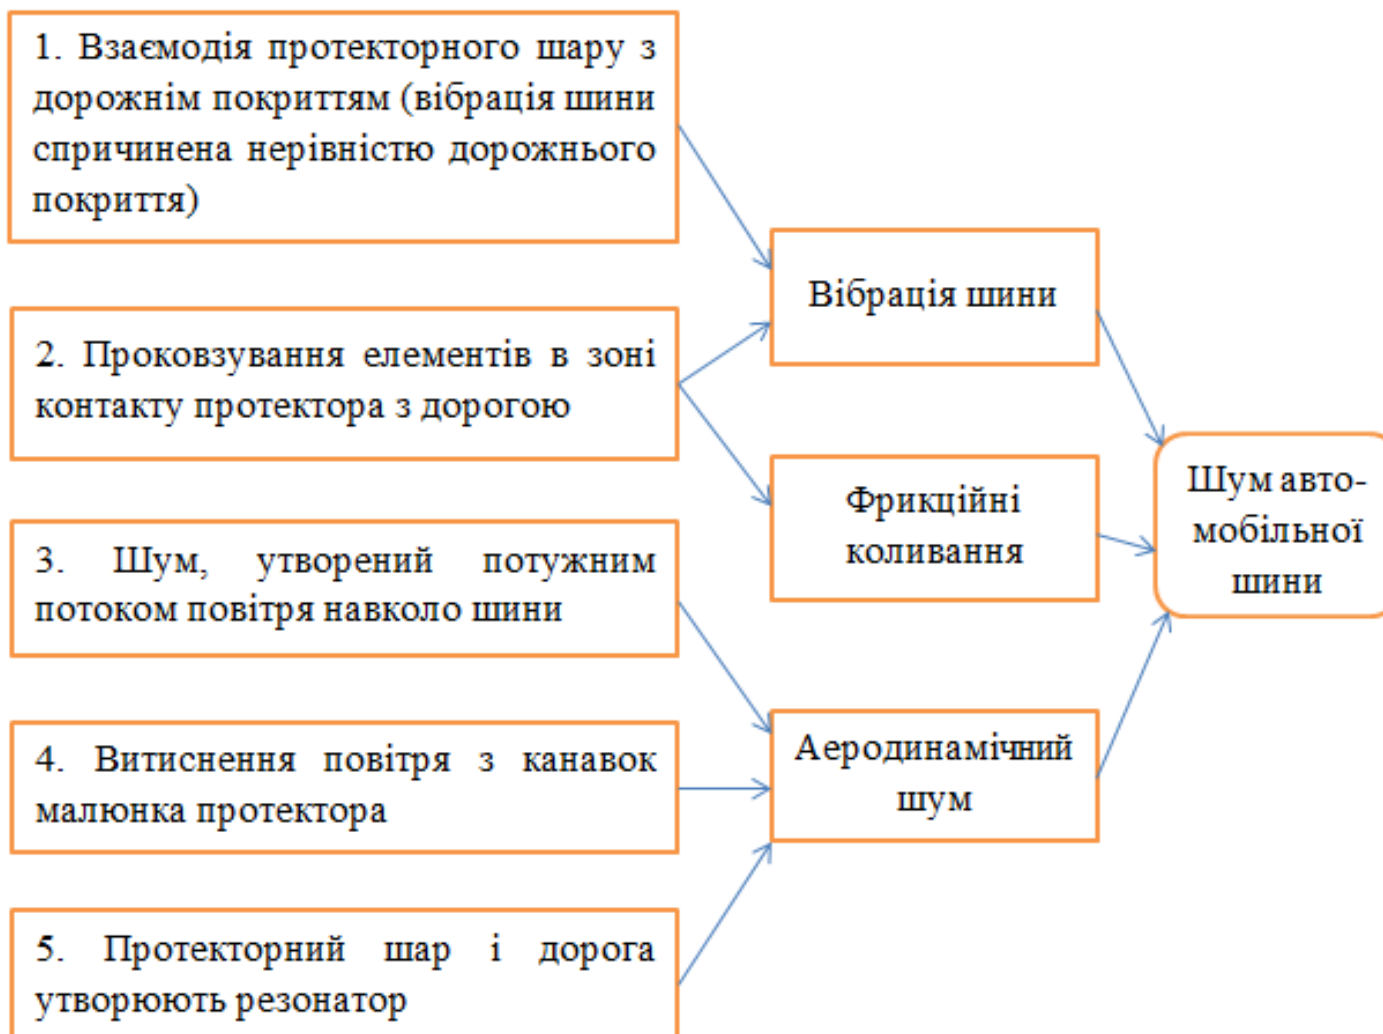 1. Взаємодія протекторного шару з
дорожнім покриттям (вібрація шини
спричинена нерівністю дорожнього
покриття)
2. Проковзування елементів в зоні
контакту протектора з дорогою
3. Шум, утворений потужним
потоком повітря навколо шини
4. Витиснення повітря з канавок
малюнка протектора
5. Протекторний шар і дорога
утворюють резонатор
Вібрація шини
Фрикційні
коливання
Аеродинамічний
шум
Шум авто-
мобільної
шини